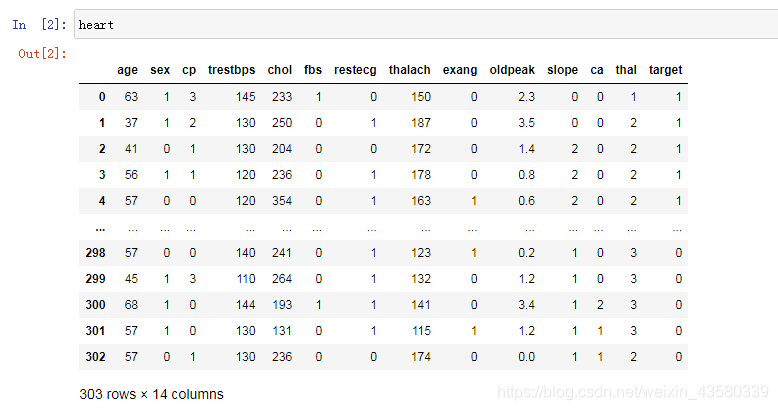 In [2]: heart
Out[2]:
age sex cp trestbps chol fbs restecg thalach exang oldpeak slope ca thal target
0 63 1 3 145 233 1 0 150 0 2.3 0 0 1 1
1 37 1 2 130 250 0 1 187 0 3.5 0 0 2 1
2 41 0 1 130 204 0 0 172 0 1.4 2 0 2 1
3 56 1 1 120 236 0 1 178 0 0.8 2 0 2 1
4 57 0 0 120 354 0 1 163 1 0.6 2 0 2 1
... ... ... ... ... ... ... ... ... ... ... ... ... ... ...
298 57 0 0 140 241 0 1 123 1 0.2 1 0 3 0
299 45 1 3 110 264 0 1 132 0 1.2 1 0 3 0
300 68 1 0 144 193 1 1 141 0 3.4 1 2 3 0
301 57 1 0 130 131 0 1 115 1 1.2 1 1 3 0
302 57 0 1 130 236 0 0 174 0 0.0 1 1 2 0
303 rows × 14 columns
https://blog.csdn.net/weixin_43580339